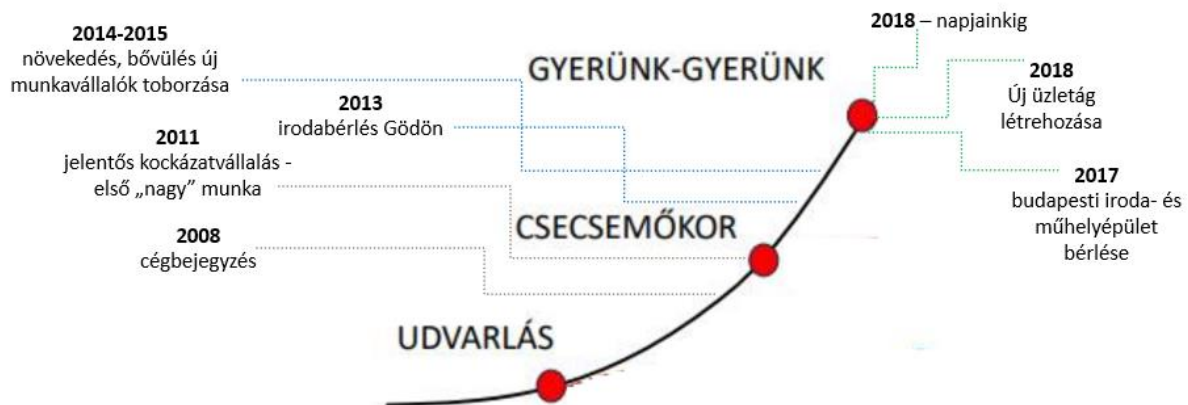 2018 – napjainkig
2014-2015
növekedés, bővülés új
munkavállalók toborzása
GYERÜNK-GYERÜNK
2018
Új üzletág
létrehozása
2013
irodabérlés Gödön
2011
jelentős kockázatvállalás -
első „nagy” munka
2017
budapesti iroda- és
műhelyépület
bérlése
CSECSEMŐKOR
2008
cégbejegyzés
UDVARLÁS